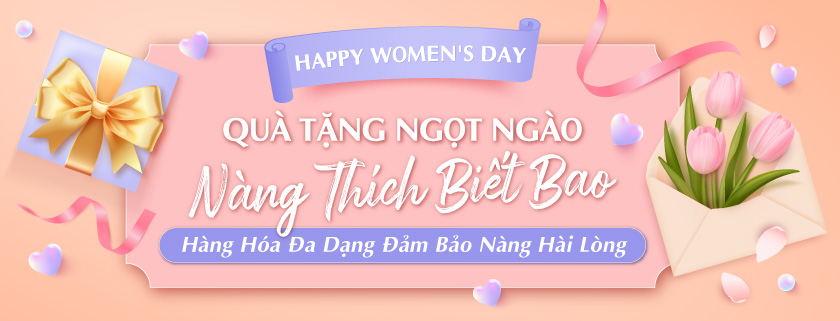 HAPPY WOMEN'S DAY
QUÀ TẶNG NGỌT NGÀO
Nàng Thích Biết Bao
Hàng Hóa Đa Dạng Đảm Bảo Nàng Hài Lòng